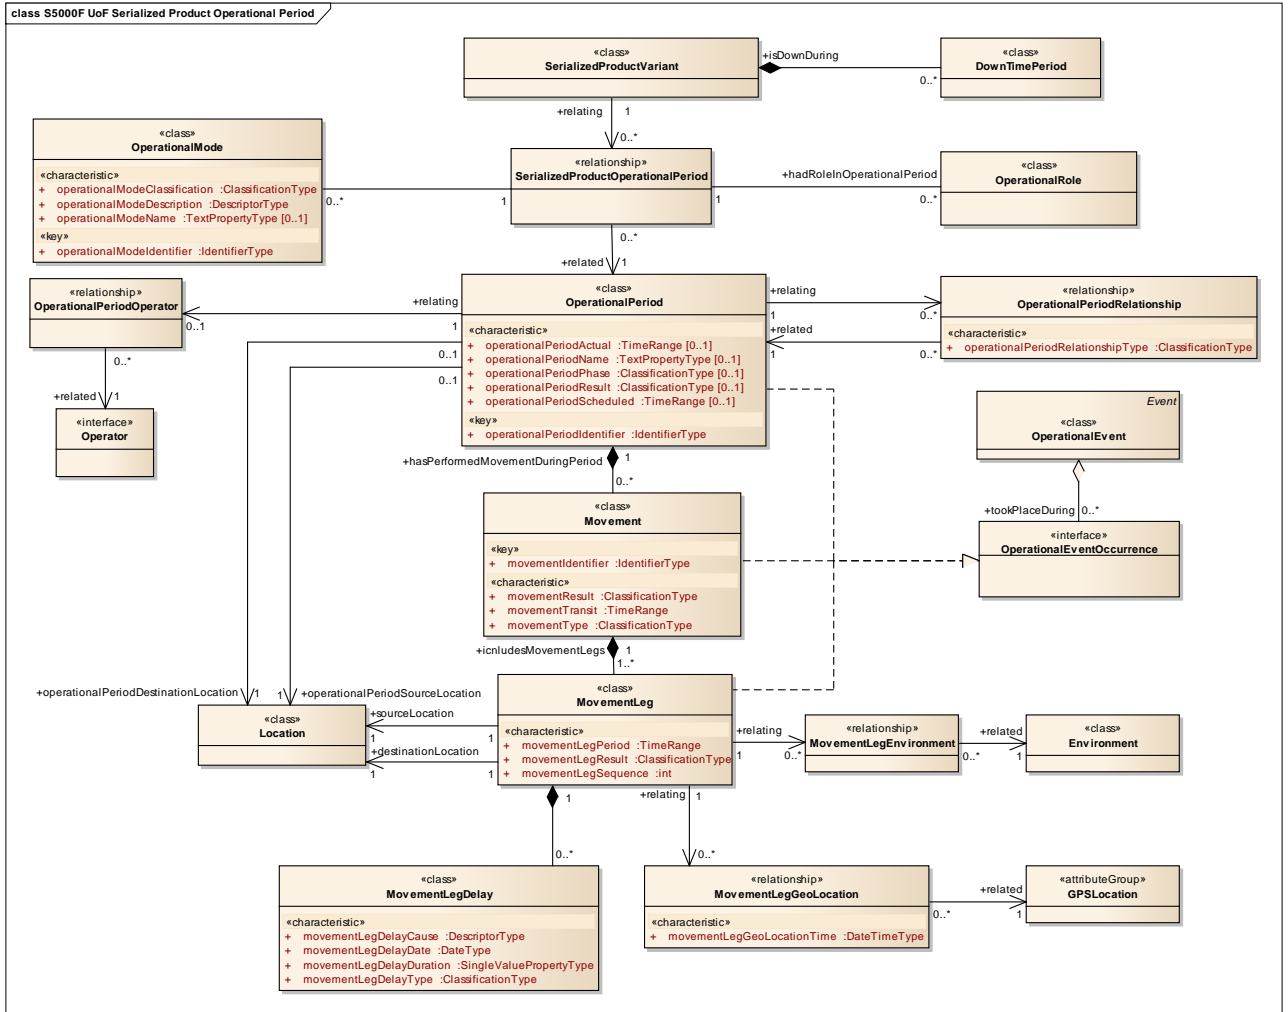 class S5000F UoF Serialized Product Operational Period
«class»
SerializedProductVariant
+isDownDuring
0..*
«class»
DownTimePeriod
+relating
1
0..*
«class»
OperationalMode
«characteristic»
+ operationalModeClassification :ClassificationType
+ operationalModeDescription :DescriptorType
+ operationalModeName :TextPropertyType [0..1]
«key»
+ operationalModeIdentifier :IdentifierType
0..*
1
«relationship»
SerializedProductOperationalPeriod
+hadRoleInOperationalPeriod
1
0..*
«class»
OperationalRole
0..*
+related
1
«relationship»
OperationalPeriodOperator
+relating
0..1
1
«class»
OperationalPeriod
«characteristic»
+ operationalPeriodActual :TimeRange [0..1]
+ operationalPeriodName :TextPropertyType [0..1]
+ operationalPeriodPhase :ClassificationType [0..1]
+ operationalPeriodResult :ClassificationType [0..1]
+ operationalPeriodScheduled :TimeRange [0..1]
«key»
+ operationalPeriodIdentifier :IdentifierType
+relating
1
0..*
+related
1
0..*
«relationship»
OperationalPeriodRelationship
«characteristic»
+ operationalPeriodRelationshipType :ClassificationType
0..*
+related
1
«interface»
Operator
0..1
0..1
Event
«class»
OperationalEvent
+hasPerformedMovementDuringPeriod
1
0..*
«class»
Movement
«key»
+ movementIdentifier :IdentifierType
«characteristic»
+ movementResult :ClassificationType
+ movementTransit :TimeRange
+ movementType :ClassificationType
+tookPlaceDuring
0..*
«interface»
OperationalEventOccurrence
+icnludesMovementLegs
1
1..*
+operationalPeriodDestinationLocation
1
1
+operationalPeriodSourceLocation
«class»
Location
+sourceLocation
1
1
+destinationLocation
1
1
«class»
MovementLeg
«characteristic»
+ movementLegPeriod :TimeRange
+ movementLegResult :ClassificationType
+ movementLegSequence :int
+relating
1
0..*
«relationship»
MovementLegEnvironment
+related
0..*
1
«class»
Environment
1
0..*
+relating
1
0..*
«class»
MovementLegDelay
«characteristic»
+ movementLegDelayCause :DescriptorType
+ movementLegDelayDate :DateType
+ movementLegDelayDuration :SingleValuePropertyType
+ movementLegDelayType :ClassificationType
«relationship»
MovementLegGeoLocation
«characteristic»
+ movementLegGeoLocationTime :DateTimeType
+related
0..*
1
«attributeGroup»
GPSLocation